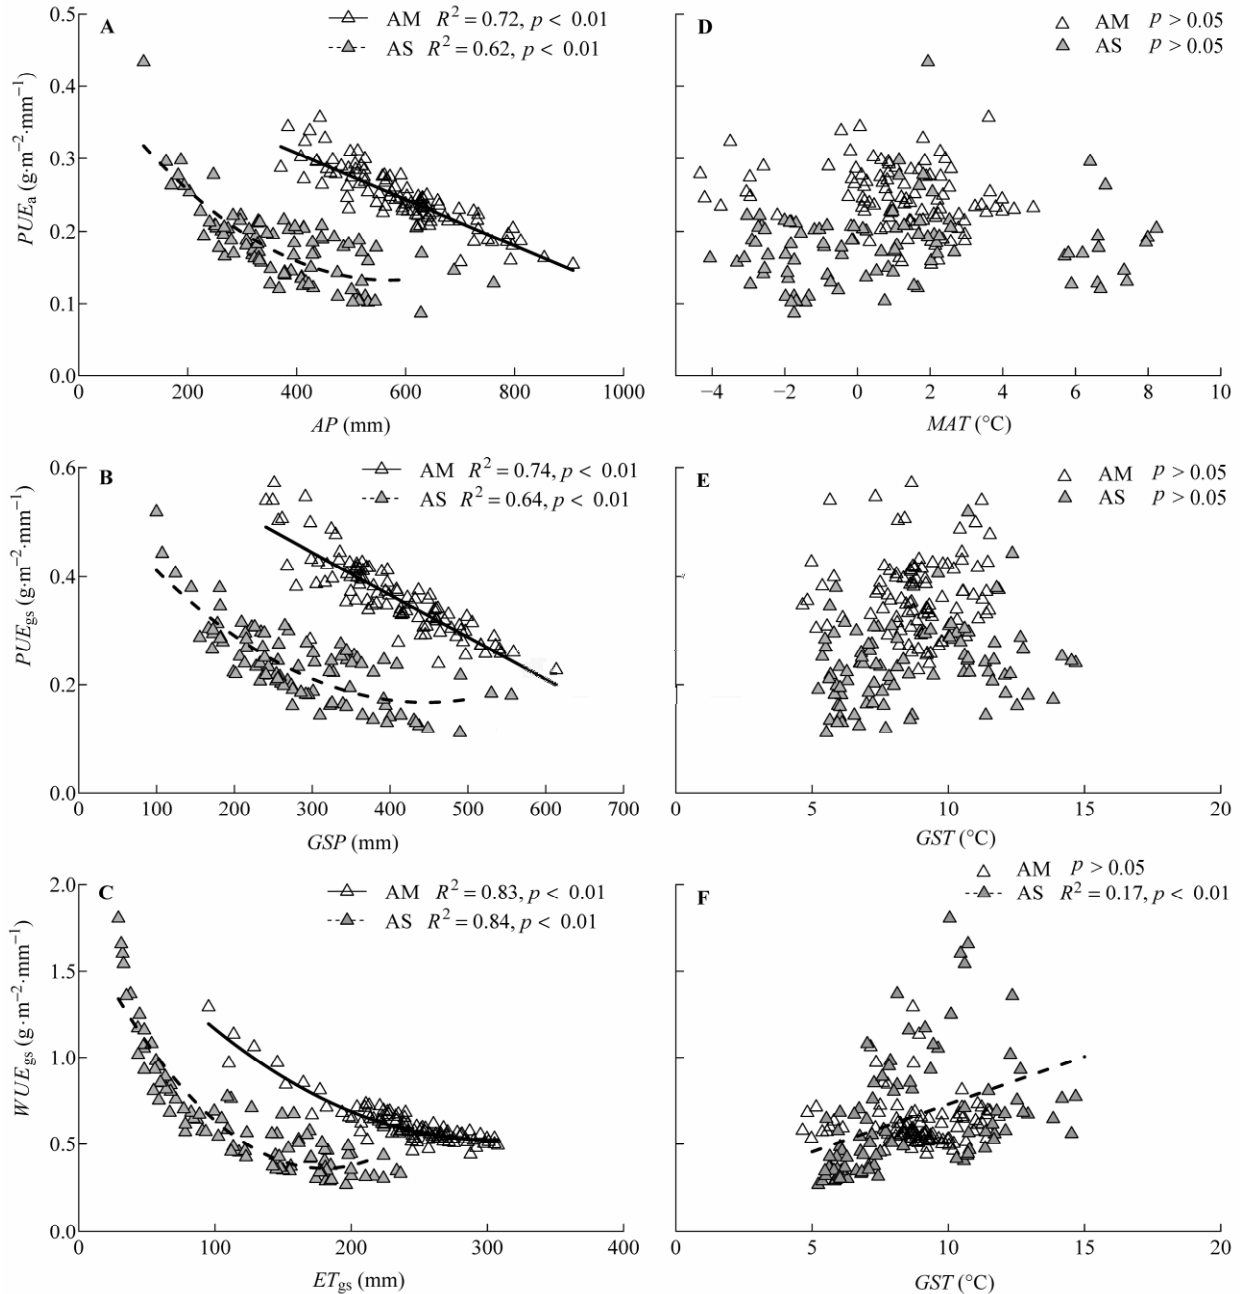 A
AM R² = 0.72, p < 0.01
AS R² = 0.62, p < 0.01
PUEa (g·m−2·mm−1)
0.5
0.4
0.3
0.2
0.1
0.0
0 200 400 600 800 1000
AP (mm)
D
AM p > 0.05
AS p > 0.05
−4 −2 0 2 4 6 8 10
MAT (°C)
B
AM R² = 0.74, p < 0.01
AS R² = 0.64, p < 0.01
PUEgs (g·m−2·mm−1)
0.6
0.4
0.2
0.0
0 100 200 300 400 500 600 700
GSP (mm)
E
AM p > 0.05
AS p > 0.05
0 5 10 15 20
GST (°C)
C
AM R² = 0.83, p < 0.01
AS R² = 0.84, p < 0.01
WUEgs (g·m−2·mm−1)
2.0
1.5
1.0
0.5
0.0
0 100 200 300 400
ETgs (mm)
F
AM p > 0.05
AS R² = 0.17, p < 0.01
0 5 10 15 20
GST (°C)